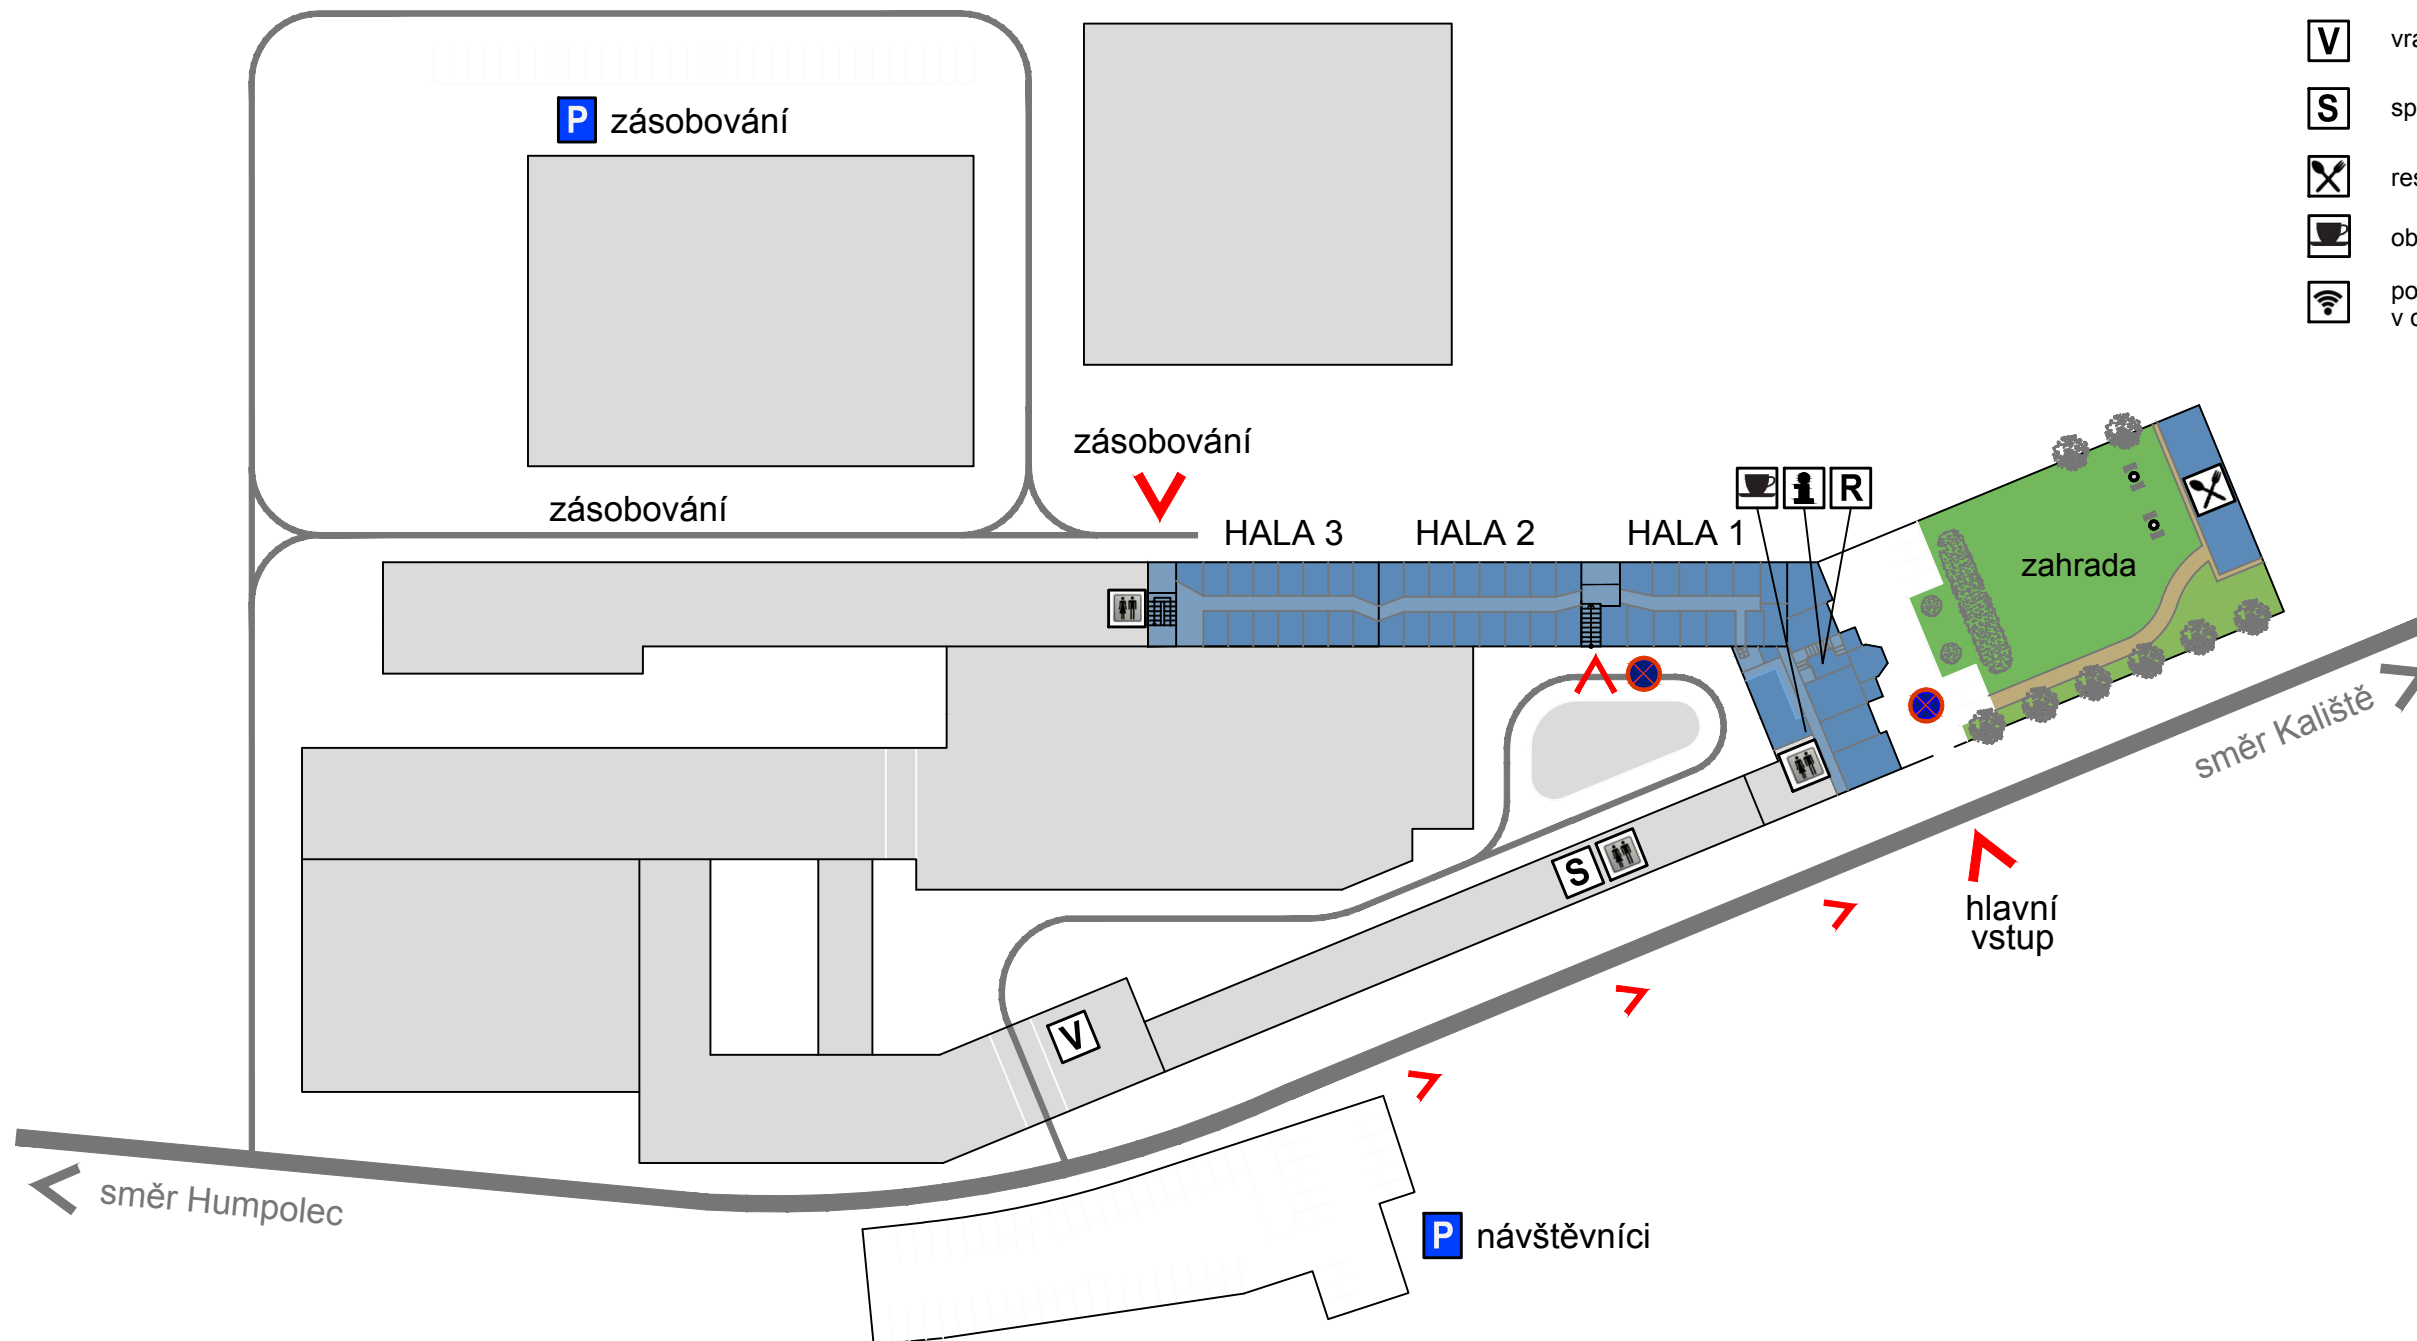 V
S
P zásobování
zásobování
zásobování
HALA 3
HALA 2
HALA 1
R
zahrada
směr Kaliště
S
hlavní
vstup
V
směr Humpolec
P návštěvníci